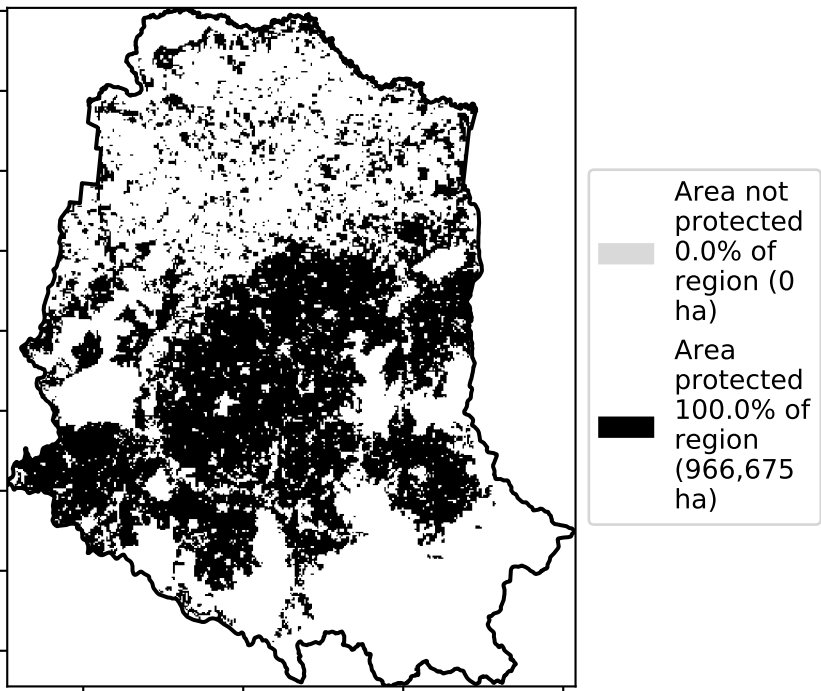 Area not
protected
0.0% of
region (0
ha)
Area
protected
100.0% of
region
(966,675
ha)